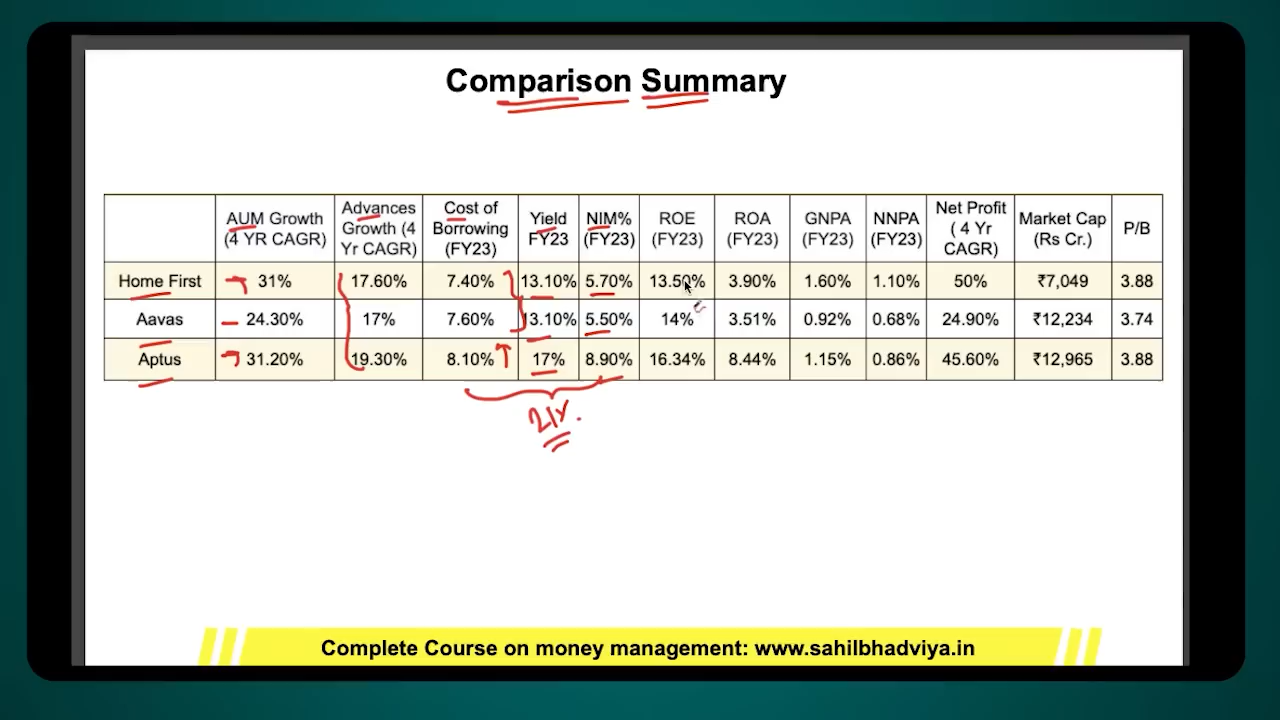 Comparison Summary
AUM Growth (4 YR CAGR) Advances Growth (4 Yr CAGR) Cost of Borrowing (FY23) Yield FY23 NIM% (FY23) ROE (FY23) ROA (FY23) GNPA (FY23) NNPA (FY23) Net Profit ( 4 Yr CAGR) Market Cap (Rs Cr.) P/B
Home First 31% 17.60% 7.40% 13.10% 5.70% 13.50% 3.90% 1.60% 1.10% 50% ₹7,049 3.88
Aavas 24.30% 17% 7.60% 13.10% 5.50% 14% 3.51% 0.92% 0.68% 24.90% ₹12,234 3.74
Aptus 31.20% 19.30% 8.10% 17% 8.90% 16.34% 8.44% 1.15% 0.86% 45.60% ₹12,965 3.88
Complete Course on money management: www.sahilbhadviya.in